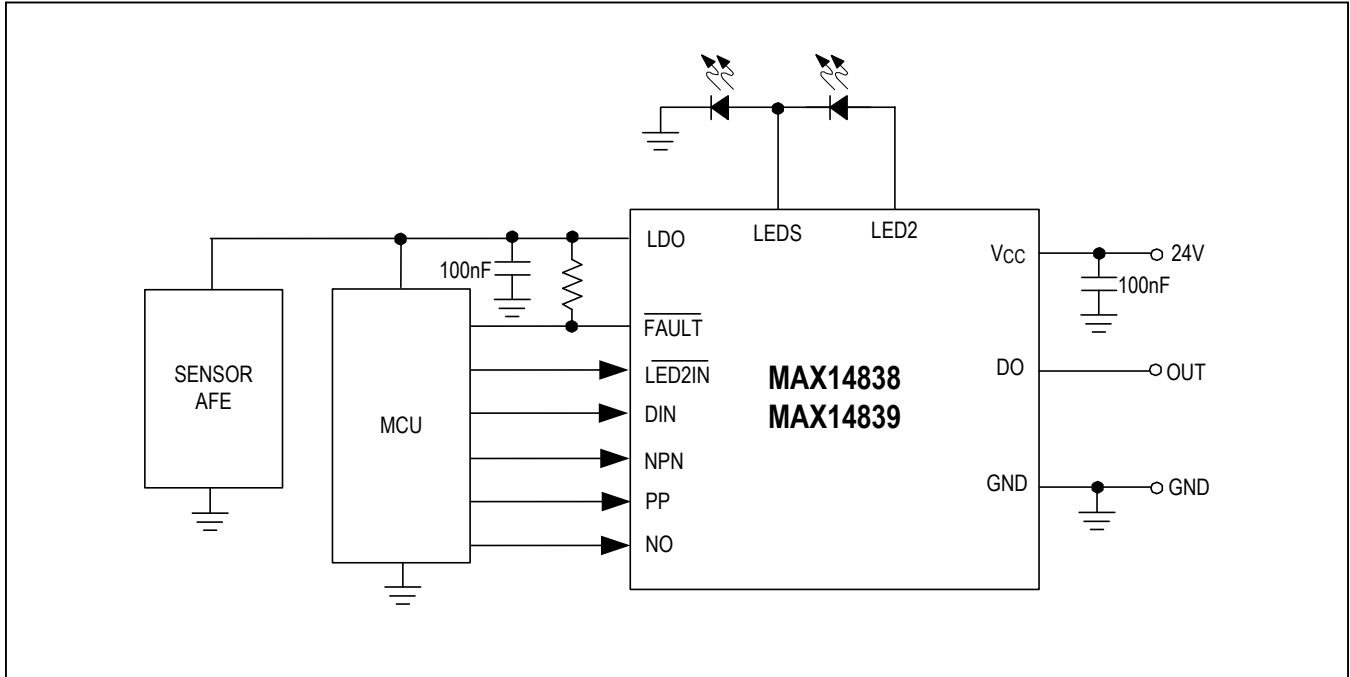 LDO
LEDS
LED2
VCC
24V
100nF
100nF
FAULT
LED2IN
DIN
NPN
PP
NO
MAX14838
MAX14839
DO
OUT
GND
GND
SENSOR
AFE
MCU